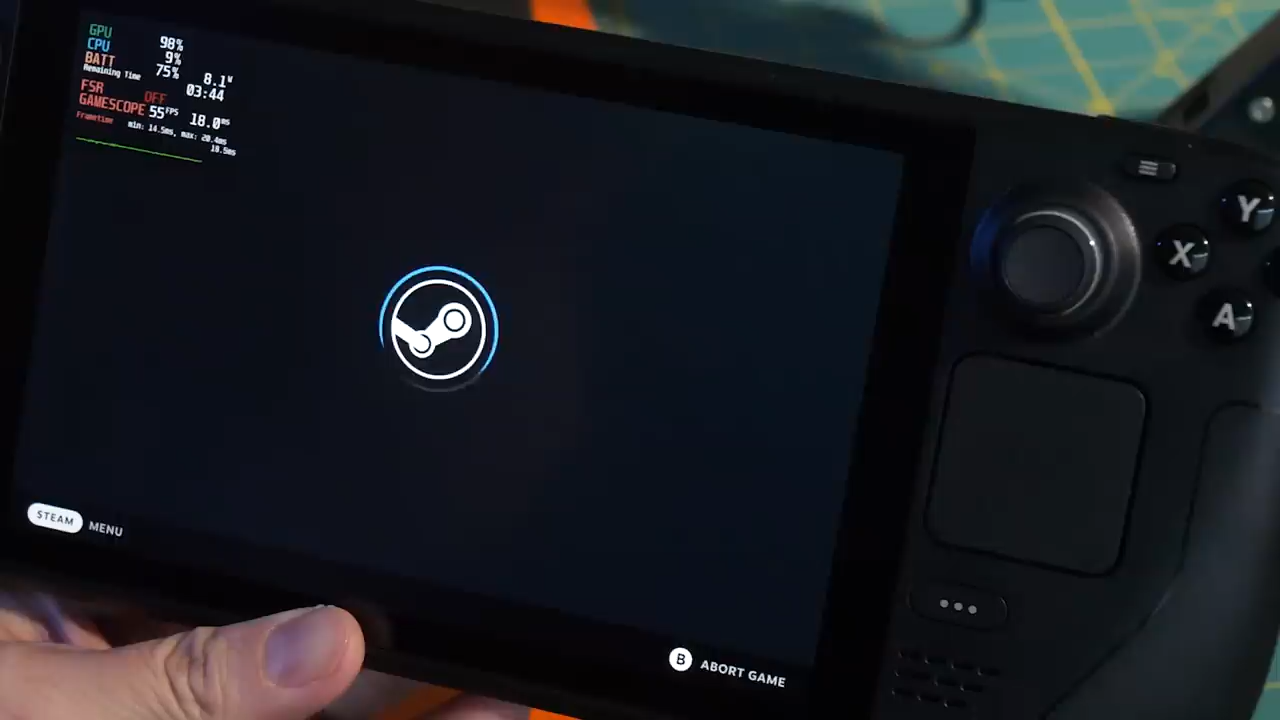 GPU 98%
CPU 9%
BATT 75% 8.1W
Remaining Time 03:44
FSR OFF
GAMESCOPE 55FPS 18.0ms
Frametime min: 14.5ms, max: 20.4ms
18.5ms
STEAM MENU
B ABORT GAME
Y
X
A